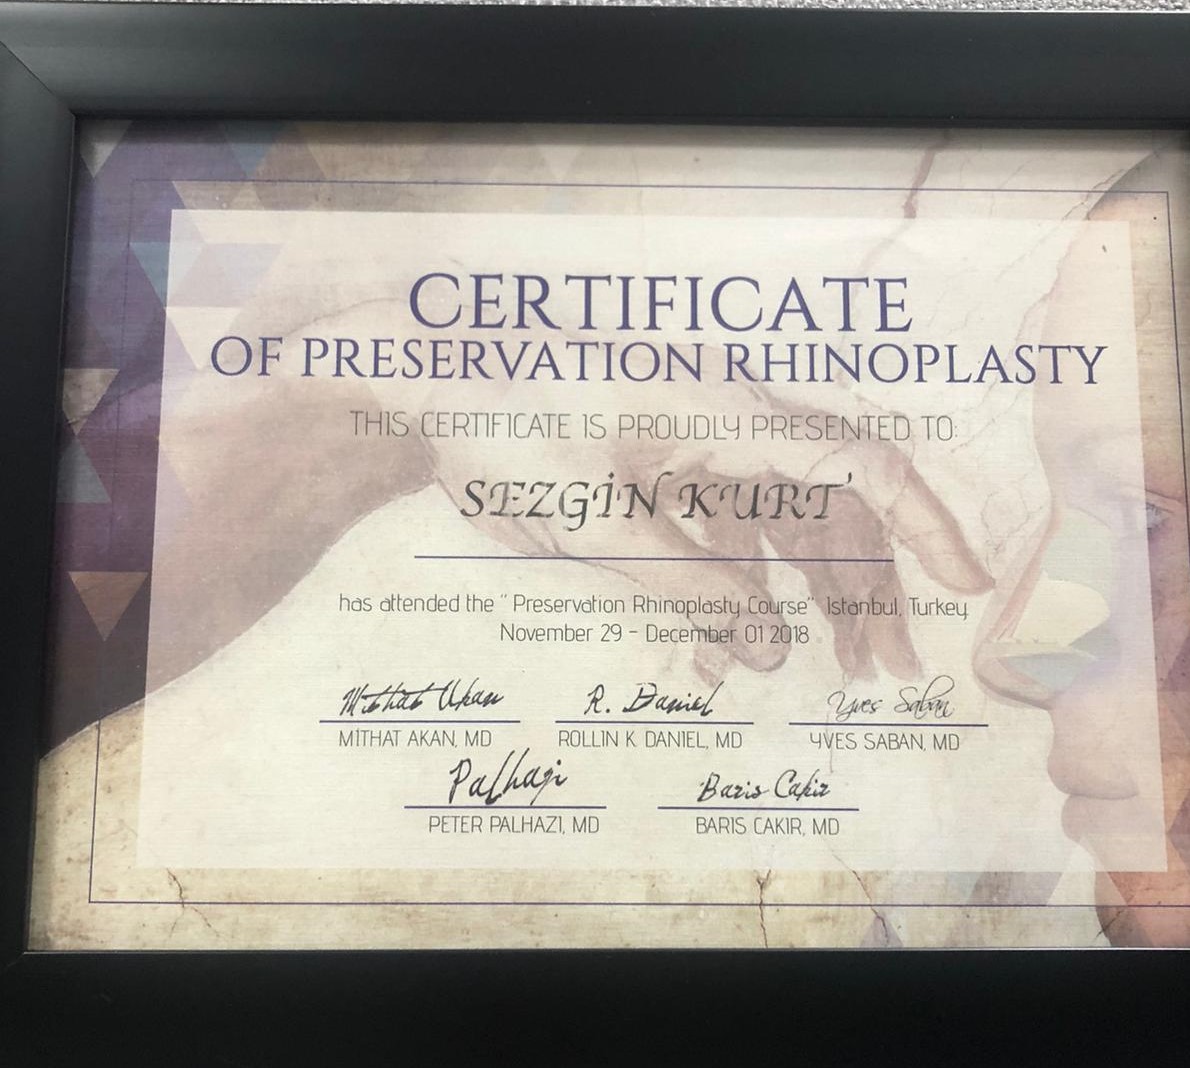 CERTIFICATE
OF PRESERVATION RHINOPLASTY
THIS CERTIFICATE IS PROUDLY PRESENTED TO:
SEZGİN KURT
has attended the " Preservation Rhinoplasty Course" Istanbul, Turkey
November 29 - December 01 2018
Mithat Akan R. Daniel Yves Saban
MİTHAT AKAN, MD ROLLIN K. DANIEL, MD YVES SABAN, MD
Palhazi Baris Cakir
PETER PALHAZI, MD BARIS CAKIR, MD